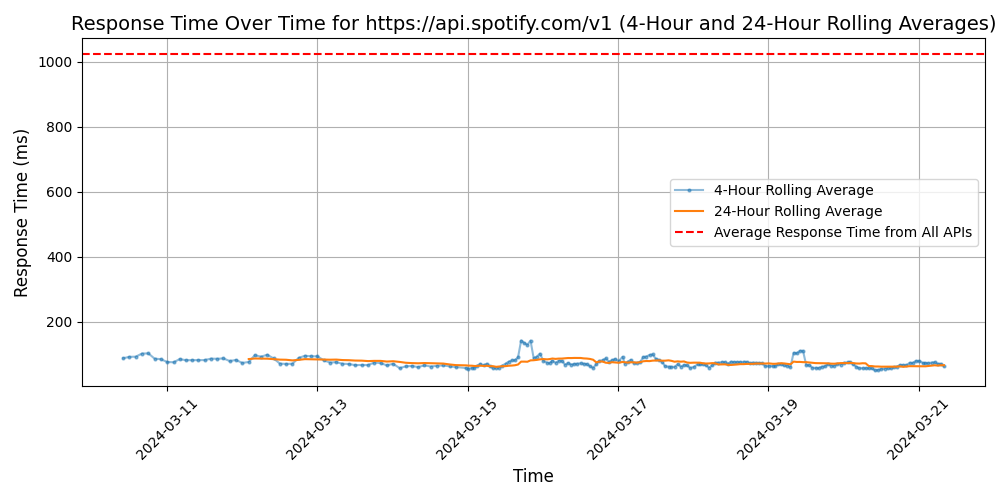 Response Time Over Time for https://api.spotify.com/v1 (4-Hour and 24-Hour Rolling Averages)
Response Time (ms)
1000
800
600
400
200
4-Hour Rolling Average
24-Hour Rolling Average
Average Response Time from All APIs
2024-03-11
2024-03-13
2024-03-15
2024-03-17
2024-03-19
2024-03-21
Time